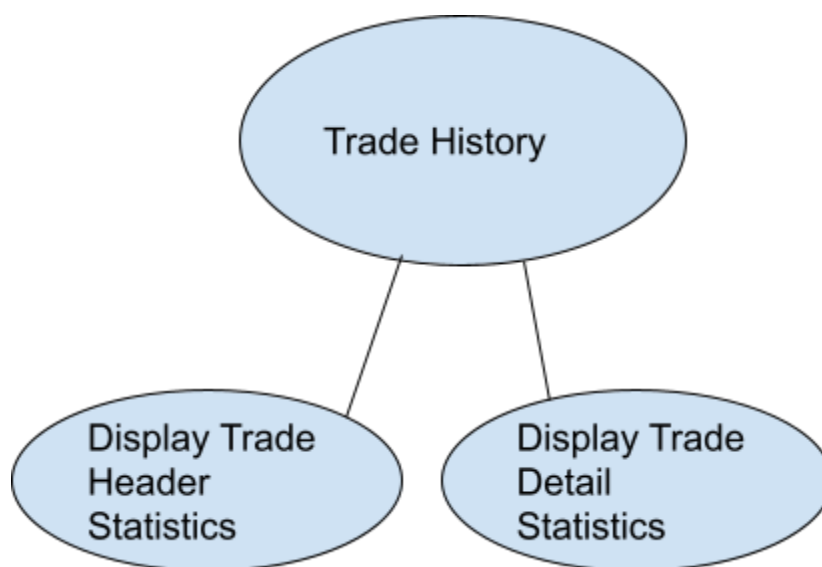 Trade History
Display Trade
Header
Statistics
Display Trade
Detail
Statistics